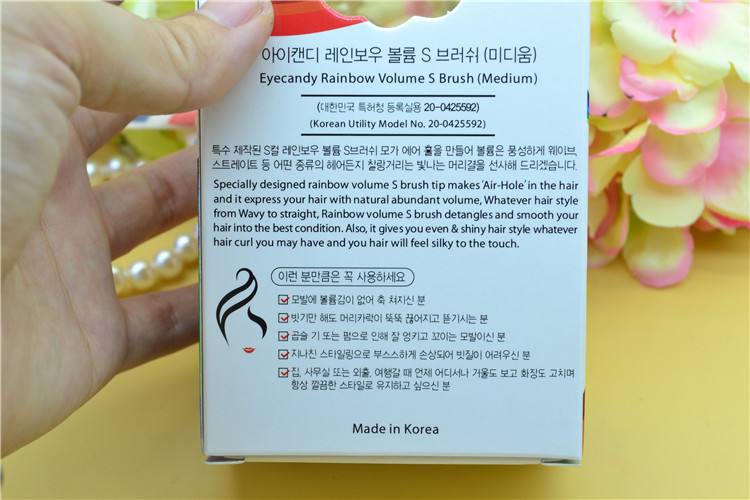 아이캔디 레인보우 볼륨 S 브러쉬 (미디움)
Eyecandy Rainbow Volume S Brush (Medium)
(대한민국 특허청 등록실용 20-0425592)
(Korean Utility Model No. 20-0425592)
특수 제작된 S컬 레인보우 볼륨 S브러쉬 모가 에어 홀을 만들어 볼륨은 풍성하게 웨이브,
스트레이트 등 어떤 종류의 헤어든지 찰랑거리는 빛나는 머리결을 선사해 드리겠습니다.
Specially designed rainbow volume S brush tip makes 'Air-Hole' in the hair
and it express your hair with natural abundant volume, Whatever hair style
from Wavy to straight, Rainbow volume S brush detangles and smooth your
hair into the best condition. Also, it gives you even & shiny hair style whatever
hair curl you may have and you hair will feel silky to the touch.
이런 분만큼은 꼭 사용하세요
모발에 볼륨감이 없어 축 쳐지신 분
빗기만 해도 머리카락이 뚝뚝 끊어지고 뜯기시는 분
곱슬 기 또는 펌으로 인해 잘 엉키고 꼬이는 모발이신 분
지나친 스타일링으로 부스스하게 손상되어 빗질이 어려우신 분
집, 사무실 또는 외출, 여행갈 때 언제 어디서나 거울도 보고 화장도 고치며
항상 깔끔한 스타일로 유지하고 싶으신 분
Made in Korea